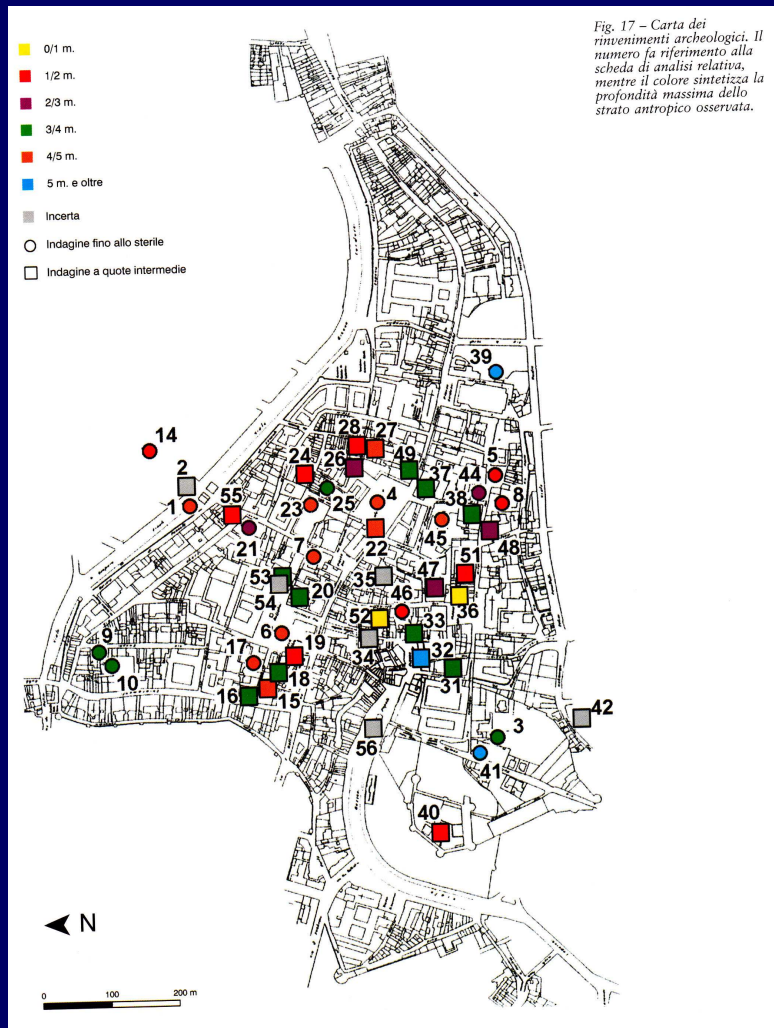 Fig. 17 – Carta dei
rinvenimenti archeologici. Il
numero fa riferimento alla
scheda di analisi relativa,
mentre il colore sintetizza la
profondità massima dello
strato antropico osservata.
0/1 m.
1/2 m.
2/3 m.
3/4 m.
4/5 m.
5 m. e oltre
Incerta
Indagine fino allo sterile
Indagine a quote intermedie
39
14
28
27
2
24
26
49
5
37
44
1
55
25
4
38
8
23
21
22
45
48
7
51
53
35
47
54
20
46
36
9
52
33
6
17
19
34
32
10
18
31
16
15
42
56
3
41
40
N
0
100
200 m